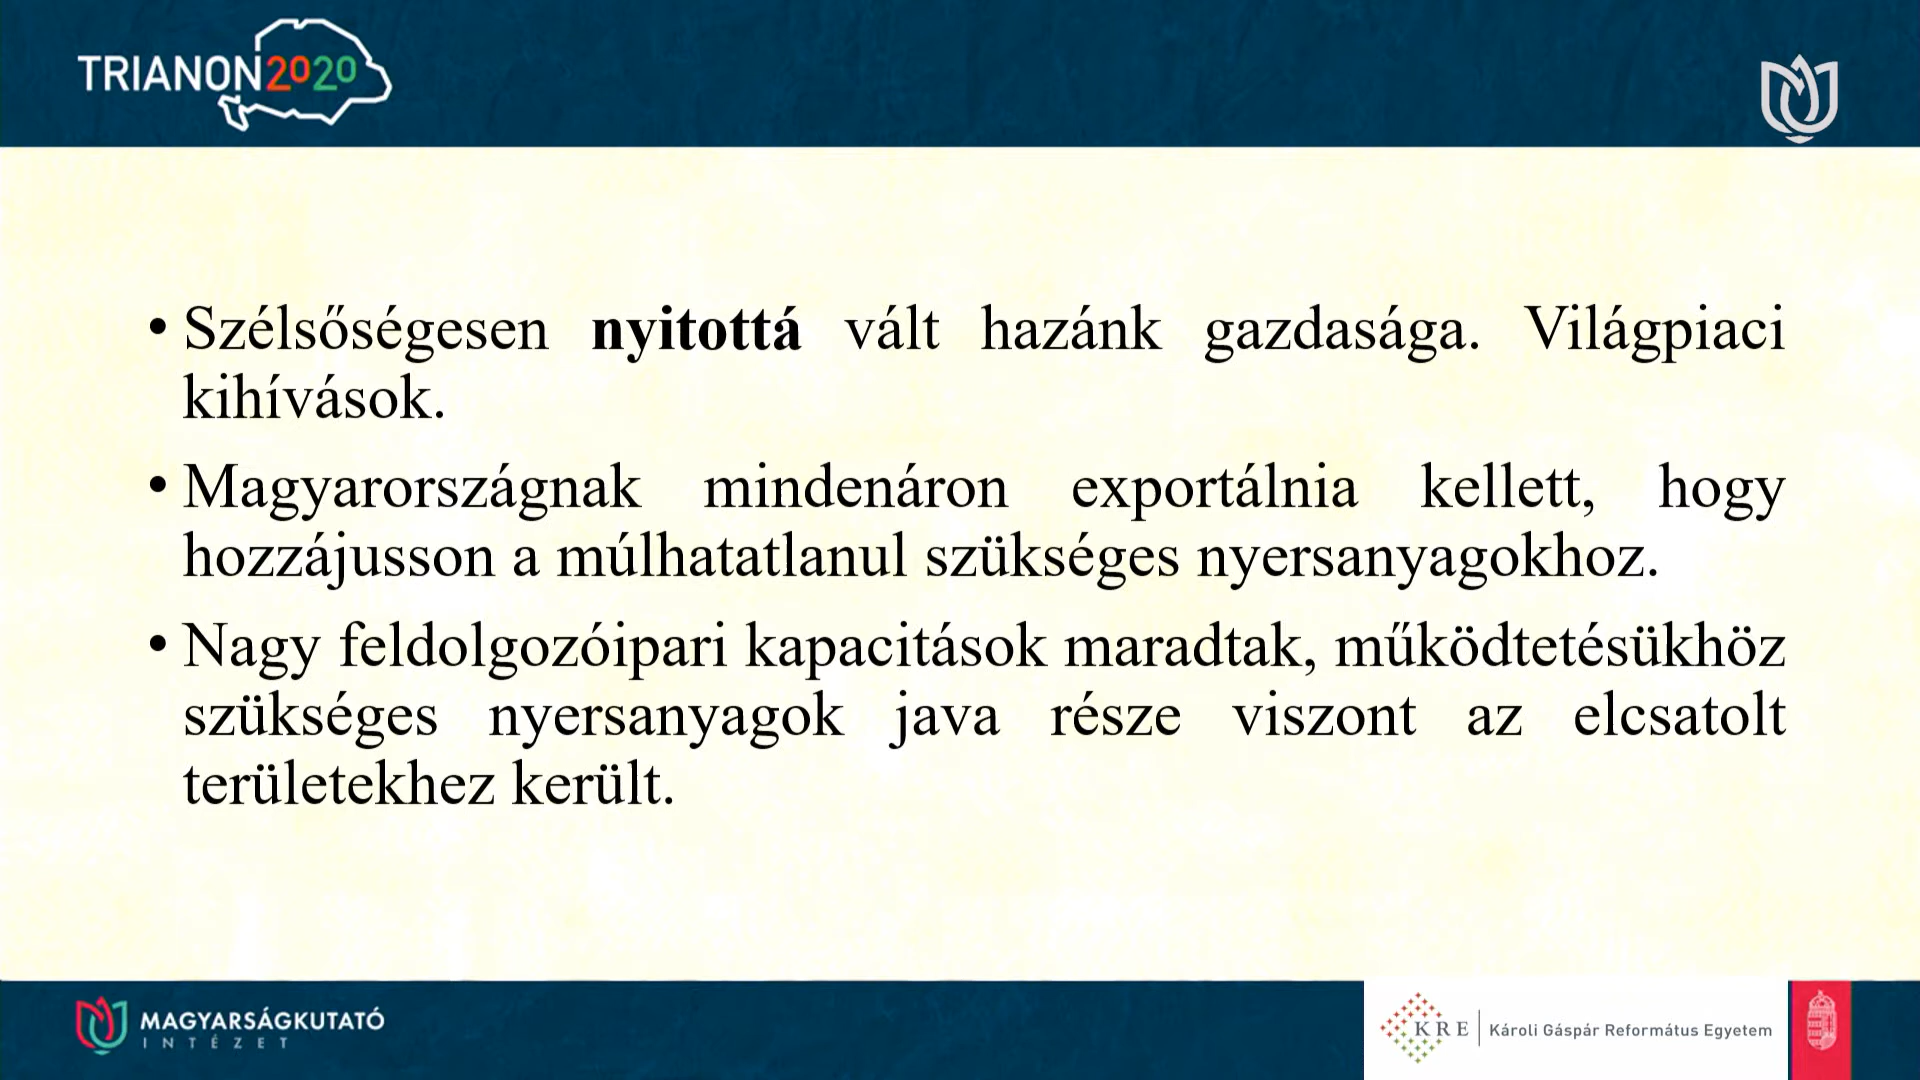 TRIANON2020
• Szélsőségesen nyitottá vált hazánk gazdasága. Világpiaci
kihívások.
• Magyarországnak mindenáron exportálnia kellett, hogy
hozzájusson a múlhatatlanul szükséges nyersanyagokhoz.
• Nagy feldolgozóipari kapacitások maradtak, működtetésükhöz
szükséges nyersanyagok java része viszont az elcsatolt
területekhez került.
MAGYARSÁGKUTATÓ
INTÉZET
KRE
Károli Gáspár Református Egyetem